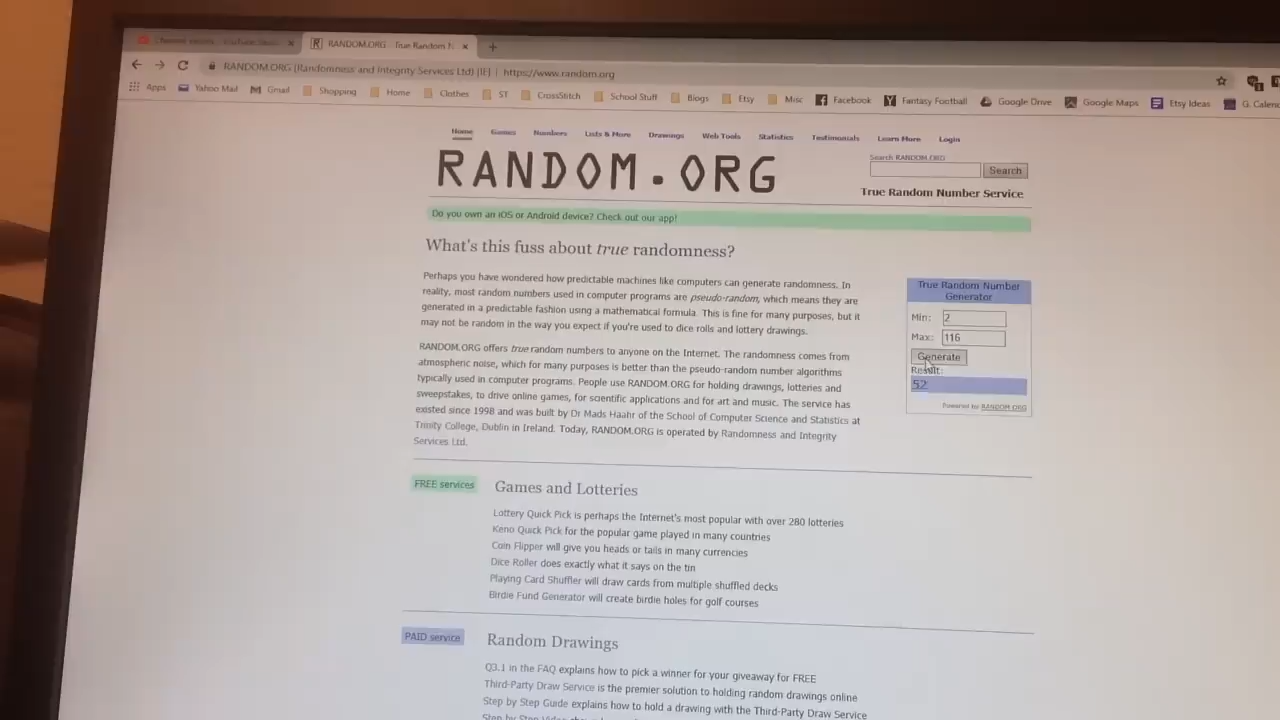 RANDOM.ORG - True Random N
RANDOM.ORG (Randomness and Integrity Services Ltd) [IE] | https://www.random.org
Apps Yahoo Mail Gmail Shopping Home Clothes ST CrossStitch School Stuff Blogs Etsy Misc Facebook Fantasy Football Google Drive Google Maps Etsy Ideas G. Calen
Home Games Numbers Lists & More Drawings Web Tools Statistics Testimonials Learn More Login
RANDOM.ORG
Search RANDOM.ORG
Search
True Random Number Service
Do you own an iOS or Android device? Check out our app!
What's this fuss about true randomness?
Perhaps you have wondered how predictable machines like computers can generate randomness. In
reality, most random numbers used in computer programs are pseudo-random, which means they are
generated in a predictable fashion using a mathematical formula. This is fine for many purposes, but it
may not be random in the way you expect if you're used to dice rolls and lottery drawings.
RANDOM.ORG offers true random numbers to anyone on the Internet. The randomness comes from
atmospheric noise, which for many purposes is better than the pseudo-random number algorithms
typically used in computer programs. People use RANDOM.ORG for holding drawings, lotteries and
sweepstakes, to drive online games, for scientific applications and for art and music. The service has
existed since 1998 and was built by Dr Mads Haahr of the School of Computer Science and Statistics at
Trinity College, Dublin in Ireland. Today, RANDOM.ORG is operated by Randomness and Integrity
Services Ltd.
True Random Number
Generator
Min: 2
Max: 116
Generate
Result:
52
Powered by RANDOM.ORG
FREE services
Games and Lotteries
Lottery Quick Pick is perhaps the Internet's most popular with over 280 lotteries
Keno Quick Pick for the popular game played in many countries
Coin Flipper will give you heads or tails in many currencies
Dice Roller does exactly what it says on the tin
Playing Card Shuffler will draw cards from multiple shuffled decks
Birdie Fund Generator will create birdie holes for golf courses
PAID service
Random Drawings
Q3.1 in the FAQ explains how to pick a winner for your giveaway for FREE
Third-Party Draw Service is the premier solution to holding random drawings online
Step by Step Guide explains how to hold a drawing with the Third-Party Draw Service